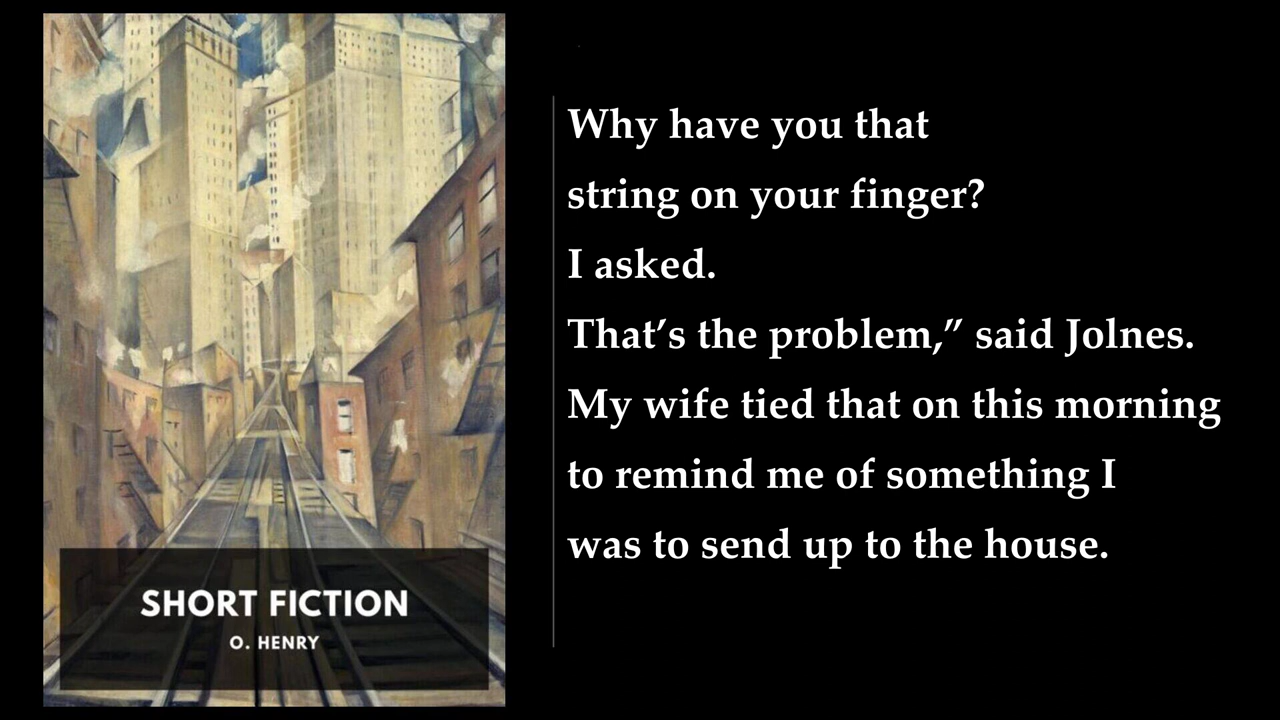 SHORT FICTION
O. HENRY
Why have you that
string on your finger?
I asked.
That’s the problem,” said Jolnes.
My wife tied that on this morning
to remind me of something I
was to send up to the house.